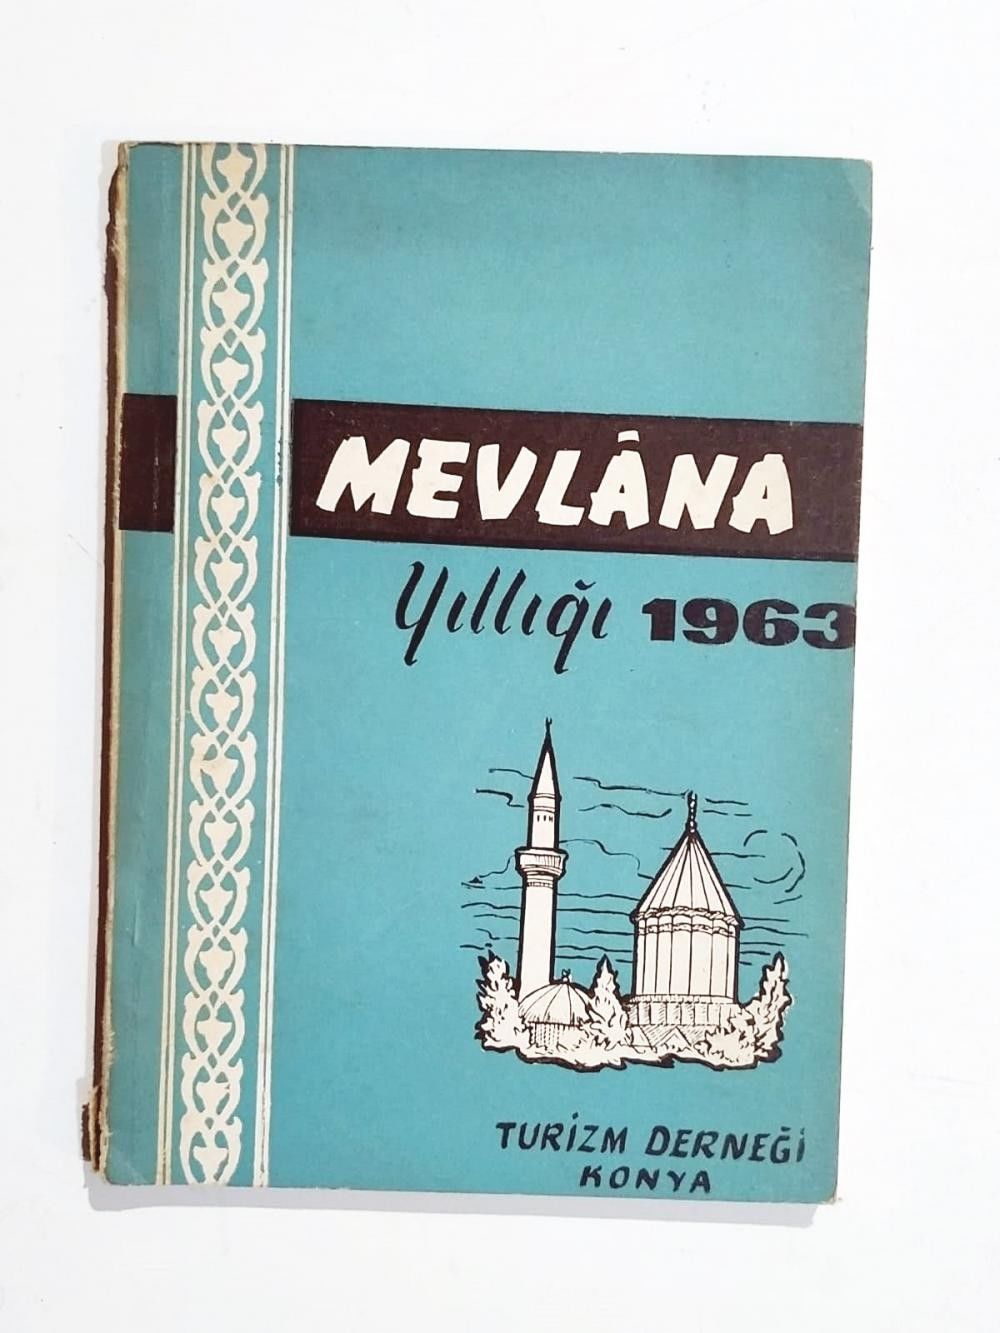 MEVLÂNA
Yıllığı 1963
TURİZM DERNEĞİ
KONYA